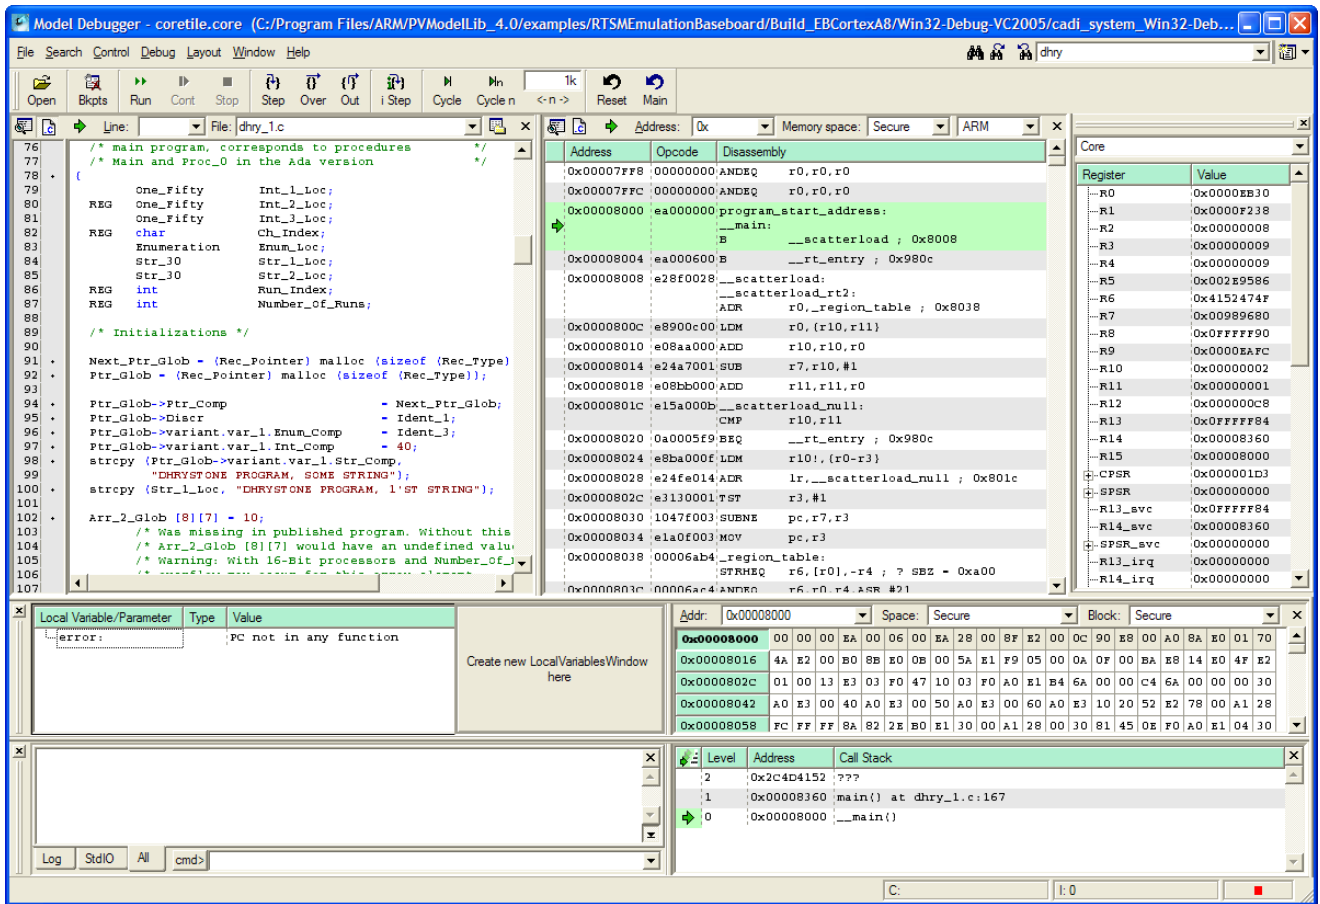 Model Debugger - coretile.core (C:/Program Files/ARM/PVModelLib_4.0/examples/RTSMEmulationBaseboard/Build_EBCortexA8/Win32-Debug-VC2005/cadi_system_Win32-Deb...
File Search Control Debug Layout Window Help dhry
Open Bkpts Run Cont Stop Step Over Out i Step Cycle Cycle n <- n -> 1k Reset Main
Line: File: dhry_1.c
76 /* main program, corresponds to procedures */
77 /* Main and Proc_0 in the Ada version */
78 {
79 One_Fifty Int_1_Loc;
80 REG One_Fifty Int_2_Loc;
81 One_Fifty Int_3_Loc;
82 REG char Ch_Index;
83 Enumeration Enum_Loc;
84 Str_30 Str_1_Loc;
85 Str_30 Str_2_Loc;
86 REG int Run_Index;
87 REG int Number_Of_Runs;
88
89 /* Initializations */
90
91 Next_Ptr_Glob = (Rec_Pointer) malloc (sizeof (Rec_Type)
92 Ptr_Glob = (Rec_Pointer) malloc (sizeof (Rec_Type));
93
94 Ptr_Glob->Ptr_Comp = Next_Ptr_Glob;
95 Ptr_Glob->Discr = Ident_1;
96 Ptr_Glob->variant.var_1.Enum_Comp = Ident_3;
97 Ptr_Glob->variant.var_1.Int_Comp = 40;
98 strcpy (Ptr_Glob->variant.var_1.Str_Comp,
99 "DHRYSTONE PROGRAM, SOME STRING");
100 strcpy (Str_1_Loc, "DHRYSTONE PROGRAM, 1'ST STRING");
101
102 Arr_2_Glob [8][7] = 10;
103 /* Was missing in published program. Without this
104 /* Arr_2_Glob [8][7] would have an undefined valu
105 /* Warning: With 16-Bit processors and Number_Of_
106
107
Address: 0x Memory space: Secure ARM
Address Opcode Disassembly
0x00007FF8 00000000 ANDEQ r0,r0,r0
0x00007FFC 00000000 ANDEQ r0,r0,r0
0x00008000 ea000000 program_start_address:
__main:
B __scatterload ; 0x8008
0x00008004 ea000600 B __rt_entry ; 0x980c
0x00008008 e28f0028 __scatterload:
__scatterload_rt2:
ADR r0,_region_table ; 0x8038
0x0000800C e8900c00 LDM r0,{r10,r11}
0x00008010 e08aa000 ADD r10,r10,r0
0x00008014 e24a7001 SUB r7,r10,#1
0x00008018 e08bb000 ADD r11,r11,r0
0x0000801C e15a000b __scatterload_null:
CMP r10,r11
0x00008020 0a0005f9 BEQ __rt_entry ; 0x980c
0x00008024 e8ba000f LDM r10!,{r0-r3}
0x00008028 e24fe014 ADR lr,__scatterload_null ; 0x801c
0x0000802C e3130001 TST r3,#1
0x00008030 1047f003 SUBNE pc,r7,r3
0x00008034 e1a0f003 MOV pc,r3
0x00008038 00006ab4 _region_table:
STRHEQ r6,[r0],-r4 ; ? SBZ = 0xa00
0x0000803C 00006ac4 ANDEQ r6,r0,r4,ASR #21
Core
Register Value
R0 0x0000EB30
R1 0x0000F238
R2 0x00000008
R3 0x00000009
R4 0x00000009
R5 0x002E9586
R6 0x4152474F
R7 0x00989680
R8 0x0FFFFF90
R9 0x0000EAFC
R10 0x00000002
R11 0x00000001
R12 0x000000C8
R13 0x0FFFFF84
R14 0x00008360
R15 0x00008000
CPSR 0x000001D3
SPSR 0x00000000
R13_svc 0x0FFFFF84
R14_svc 0x00008360
SPSR_svc 0x00000000
R13_irq 0x00000000
R14_irq 0x00000000
Local Variable/Parameter Type Value
error: PC not in any function
Create new LocalVariablesWindow
here
Addr: 0x00008000 Space: Secure Block: Secure
0x00008000 00 00 00 EA 00 06 00 EA 28 00 8F E2 00 0C 90 E8 00 A0 8A E0 01 70
0x00008016 4A E2 00 B0 8B E0 0B 00 5A E1 F9 05 00 0A 0F 00 BA E8 14 E0 4F E2
0x0000802C 01 00 13 E3 03 F0 47 10 03 F0 A0 E1 B4 6A 00 00 C4 6A 00 00 00 30
0x00008042 A0 E3 00 40 A0 E3 00 50 A0 E3 00 60 A0 E3 10 20 52 E2 78 00 A1 28
0x00008058 FC FF FF 8A 82 2E B0 E1 30 00 A1 28 00 30 81 45 0E F0 A0 E1 04 30
Level Address Call Stack
2 0x2C4D4152 ???
1 0x00008360 main() at dhry_1.c:167
0 0x00008000 __main()
Log StdIO All cmd>
C: I: 0